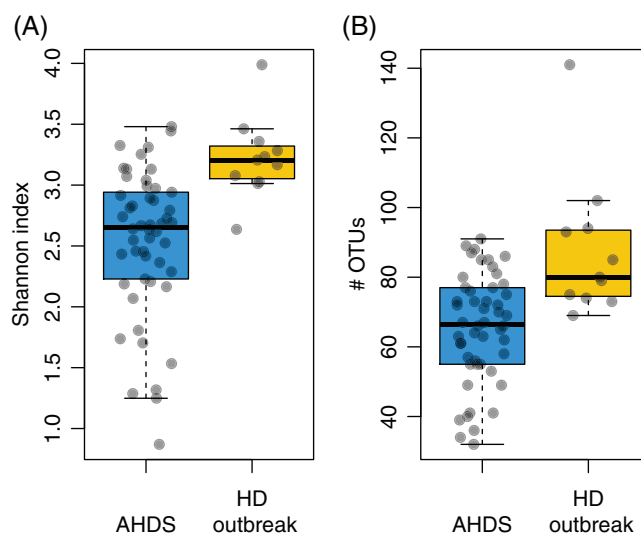 (A)
Shannon index
4.0
3.5
3.0
2.5
2.0
1.5
1.0
AHDS
HD
outbreak
(B)
# OTUs
140
120
100
80
60
40
AHDS
HD
outbreak